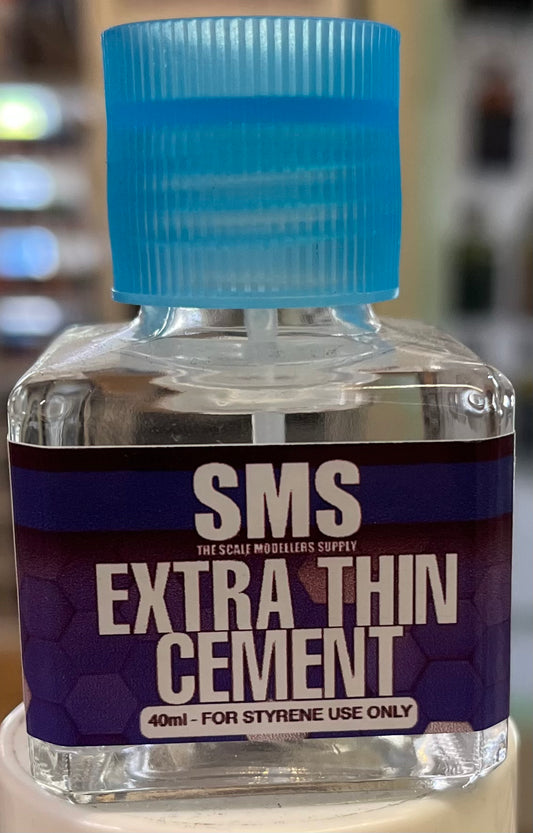 SMS
THE SCALE MODELLERS SUPPLY
EXTRA THIN
CEMENT
40ml - FOR STYRENE USE ONLY